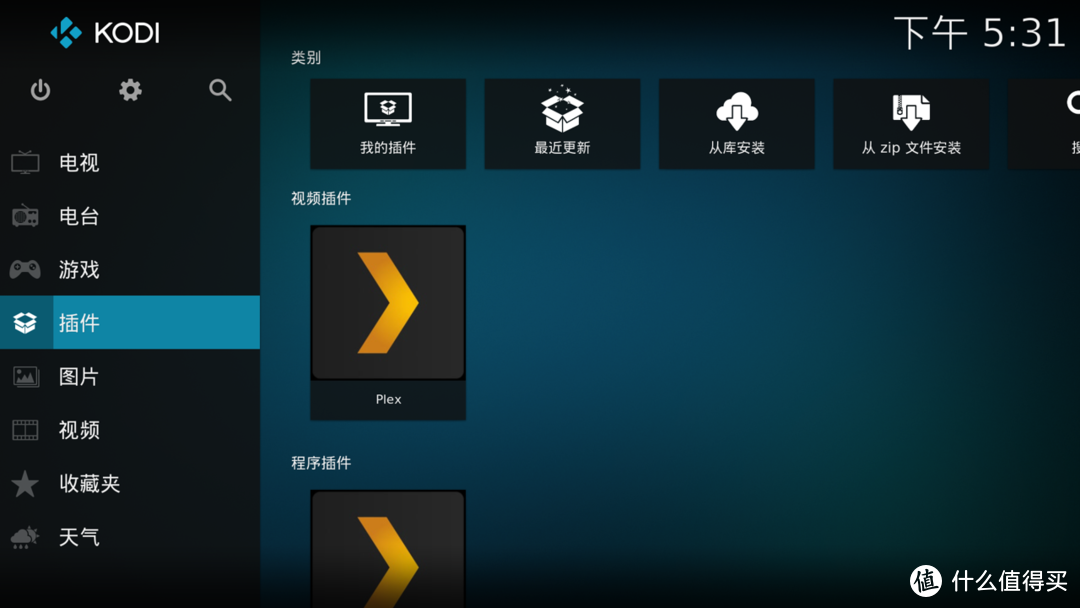 KODI
下午 5:31
电视
电台
游戏
插件
图片
视频
收藏夹
天气
类别
我的插件
最近更新
从库安装
从 zip 文件安装
视频插件
Plex
程序插件
值 什么值得买